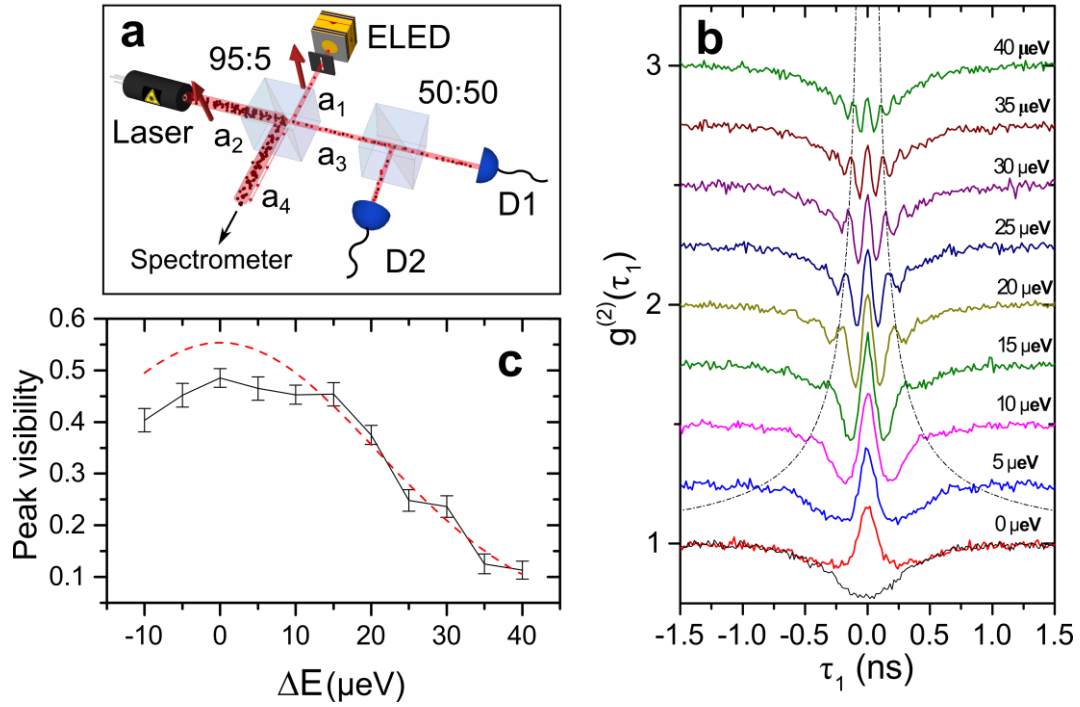 a
ELED
95:5
50:50
Laser
a₁
a₂
a₃
a₄
D1
D2
Spectrometer
b
3
2
1
g⁽²⁾(τ₁)
40 µeV
35 µeV
30 µeV
25 µeV
20 µeV
15 µeV
10 µeV
5 µeV
0 µeV
-1.5 -1.0 -0.5 0.0 0.5 1.0 1.5
τ₁ (ns)
c
0.6
0.5
0.4
0.3
0.2
0.1
Peak visibility
-10 0 10 20 30 40
ΔE (µeV)